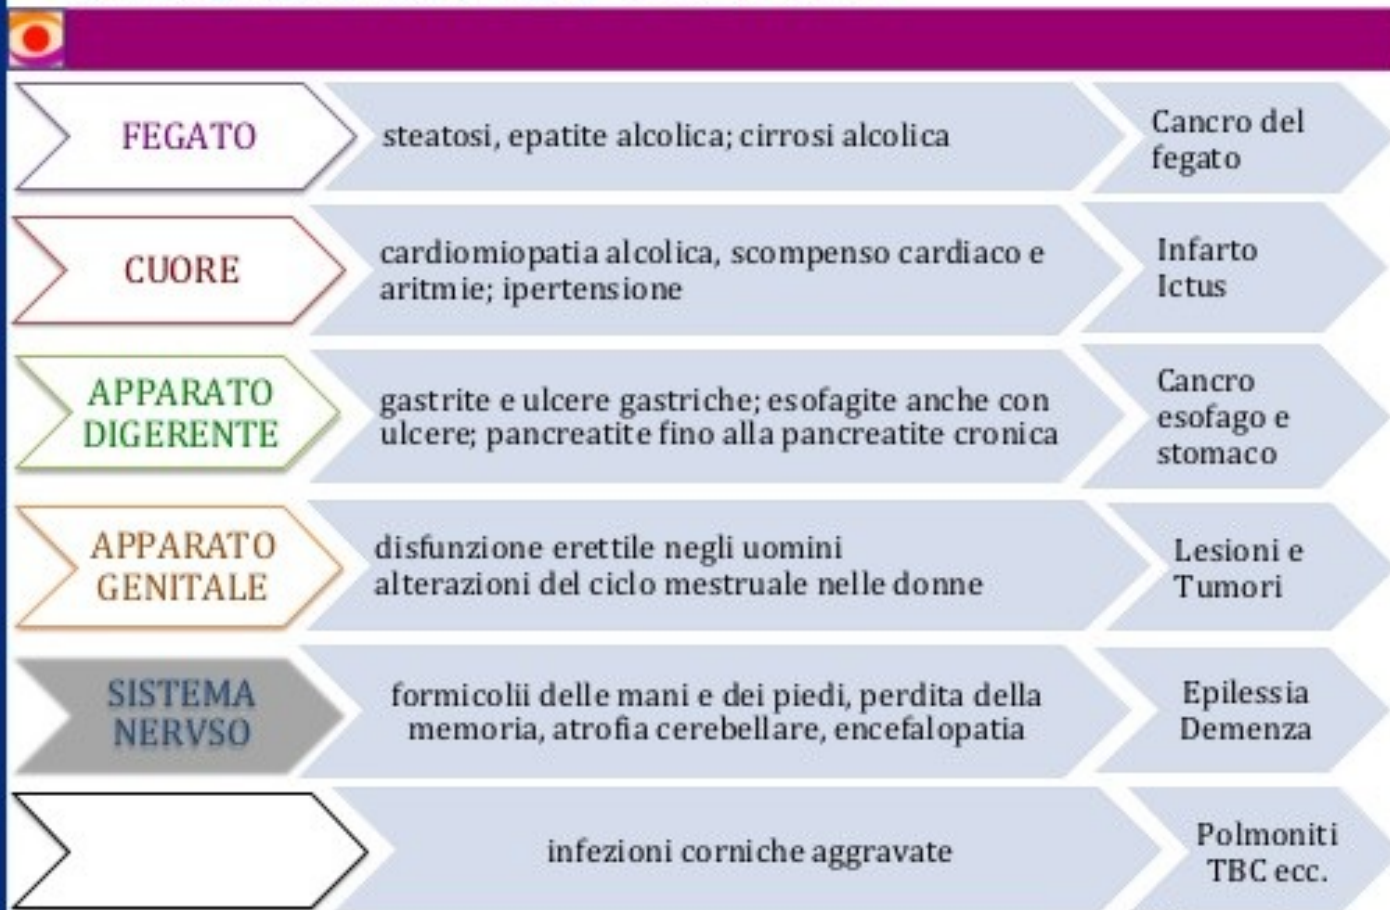 FEGATO
steatosi, epatite alcolica; cirrosi alcolica
Cancro del
fegato
CUORE
cardiomiopatia alcolica, scompenso cardiaco e
aritmie; ipertensione
Infarto
Ictus
APPARATO
DIGERENTE
gastrite e ulcere gastriche; esofagite anche con
ulcere; pancreatite fino alla pancreatite cronica
Cancro
esofago e
stomaco
APPARATO
GENITALE
disfunzione erettile negli uomini
alterazioni del ciclo mestruale nelle donne
Lesioni e
Tumori
SISTEMA
NERVSO
formicolii delle mani e dei piedi, perdita della
memoria, atrofia cerebellare, encefalopatia
Epilessia
Demenza
infezioni corniche aggravate
Polmoniti
TBC ecc.